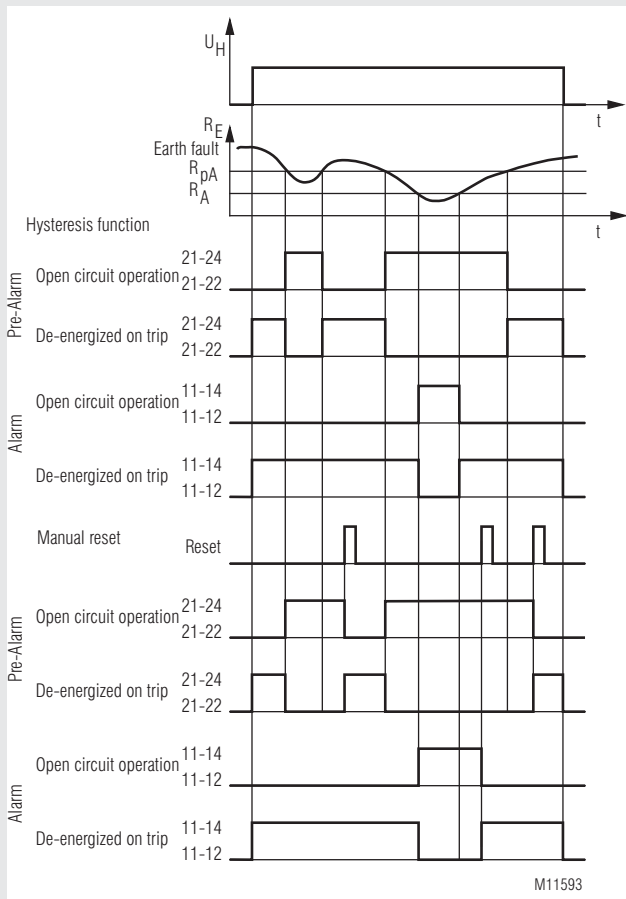 U_H
t
R_E
Earth fault
R_pA
R_A
t
Hysteresis function
Pre-Alarm
Open circuit operation 21-24
21-22
De-energized on trip 21-24
21-22
Alarm
Open circuit operation 11-14
11-12
De-energized on trip 11-14
11-12
Manual reset Reset
Pre-Alarm
Open circuit operation 21-24
21-22
De-energized on trip 21-24
21-22
Alarm
Open circuit operation 11-14
11-12
De-energized on trip 11-14
11-12
M11593